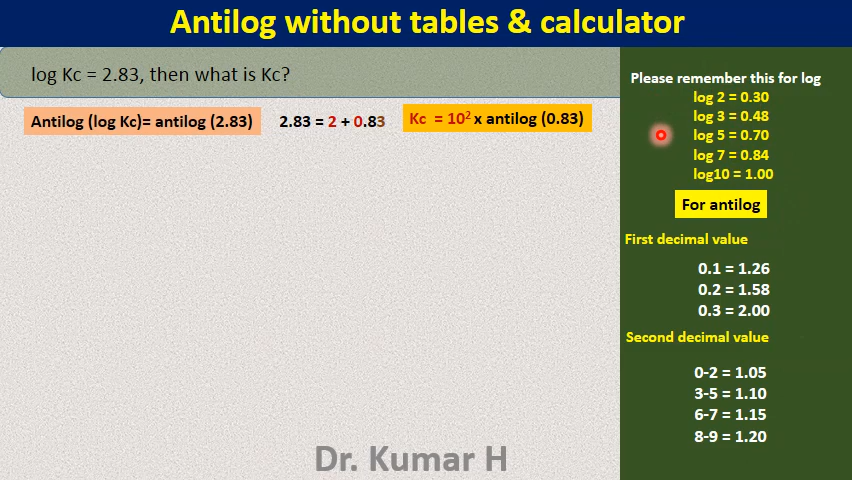 Antilog without tables & calculator
log Kc = 2.83, then what is Kc?
Antilog (log Kc)= antilog (2.83)
2.83 = 2 + 0.83
Kc = 10² x antilog (0.83)
Please remember this for log
log 2 = 0.30
log 3 = 0.48
log 5 = 0.70
log 7 = 0.84
log10 = 1.00
For antilog
First decimal value
0.1 = 1.26
0.2 = 1.58
0.3 = 2.00
Second decimal value
0-2 = 1.05
3-5 = 1.10
6-7 = 1.15
8-9 = 1.20
Dr. Kumar H